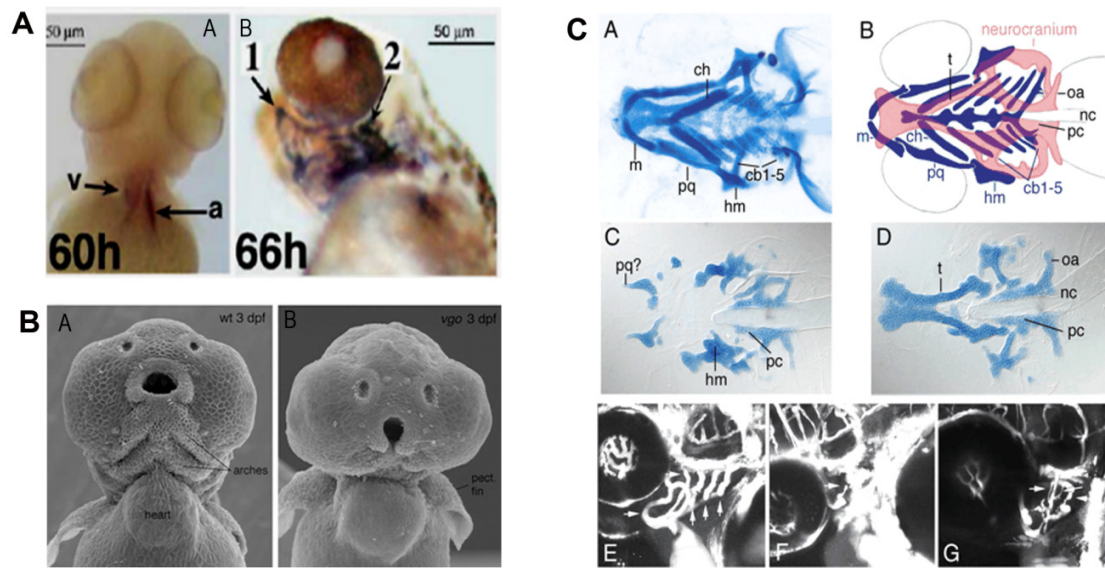 A
50 µm
A
v
a
60h
B
50 µm
1
2
66h
B
A
wt 3 dpf
arches
heart
B
vgo 3 dpf
pect.
fin
C
A
ch
m
pq
cb1-5
hm
B
neurocranium
t
oa
nc
pc
m
ch
pq
cb1-5
hm
C
pq?
pc
hm
D
t
oa
nc
pc
E
F
G